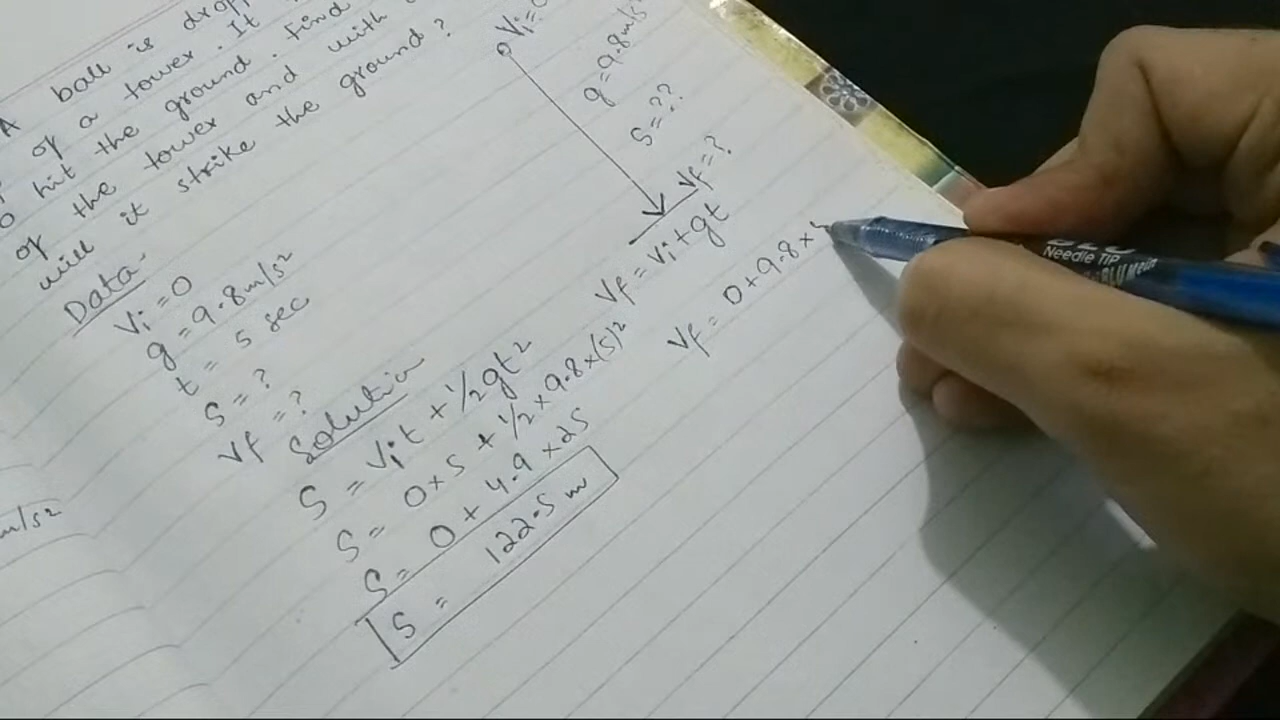 A ball is drop
of a tower. It
hit the ground. Find
of the tower and with
will it strike the ground?
Data-
Vi = 0
g = 9.8 m/s²
t = 5 sec
S = ?
Vf = ?
Solution
S = Vit + 1/2 gt²
S = 0×5 + 1/2 × 9.8×(5)²
S = 0 + 4.9 × 25
S = 122.5 m
Vi=0
g=9.8m/s²
S=??
Vf=?
Vf = Vi + gt
Vf = 0+9.8×
m/s²
Needle TIP